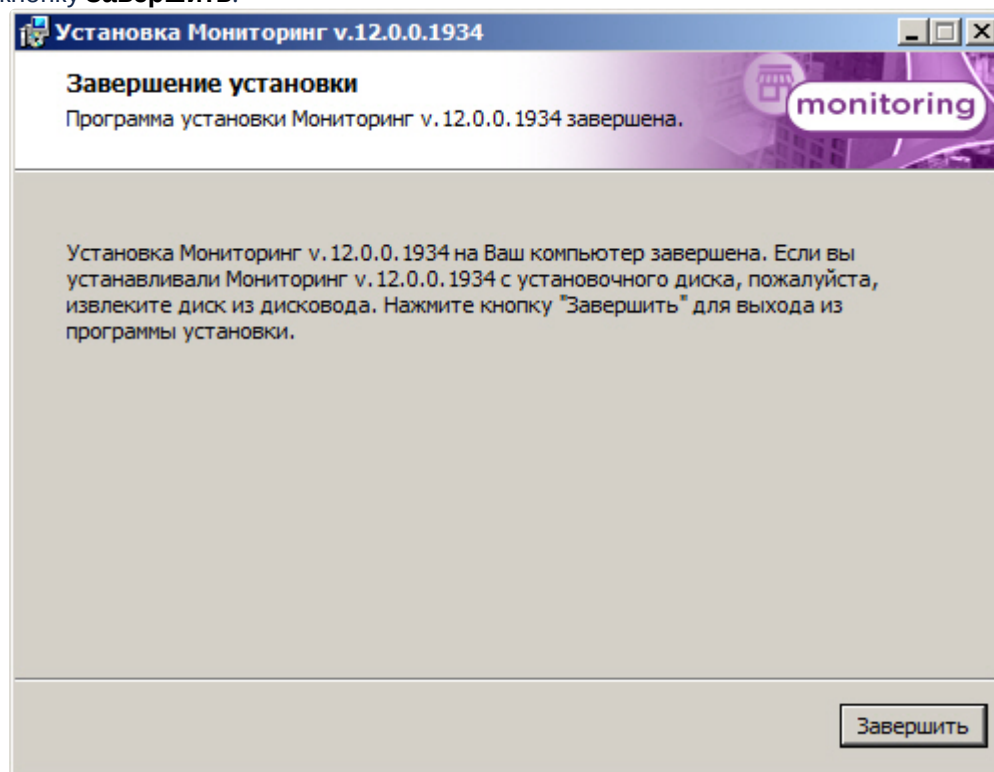 кнопку Завершить.
Установка Мониторинг v.12.0.0.1934
Завершение установки
Программа установки Мониторинг v.12.0.0.1934 завершена.
monitoring
Установка Мониторинг v.12.0.0.1934 на Ваш компьютер завершена. Если вы
устанавливали Мониторинг v.12.0.0.1934 с установочного диска, пожалуйста,
извлеките диск из дисковода. Нажмите кнопку "Завершить" для выхода из
программы установки.
Завершить